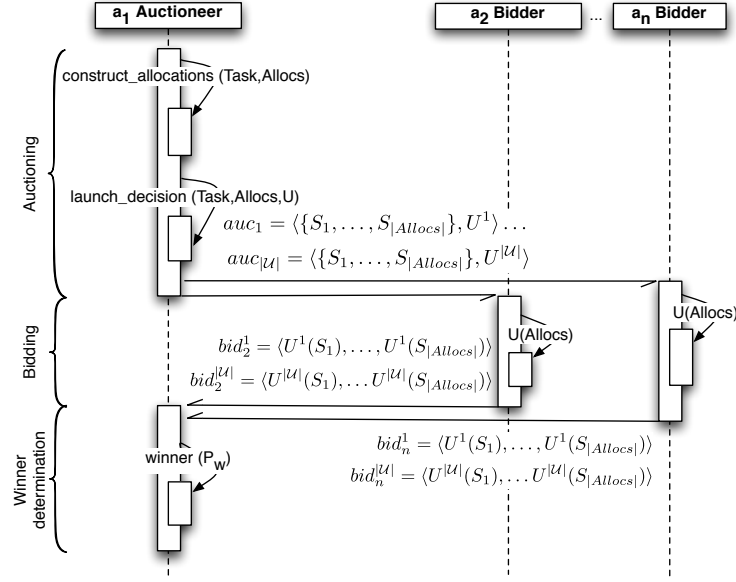 a₁ Auctioneer
a₂ Bidder
...
aₙ Bidder
Auctioning
construct_allocations (Task,Allocs)
launch_decision (Task,Allocs,U)
auc₁ = ⟨{S₁, . . . , S|Allocs|}, U¹⟩ . . .
auc|𝒰| = ⟨{S₁, . . . , S|Allocs|}, U|𝒰|⟩
Bidding
U(Allocs)
U(Allocs)
bid₂¹ = ⟨U¹(S₁), . . . , U¹(S|Allocs|)⟩
bid₂|𝒰| = ⟨U|𝒰|(S₁), . . . U|𝒰|(S|Allocs|)⟩
Winner
determination
winner (P_w)
bidₙ¹ = ⟨U¹(S₁), . . . , U¹(S|Allocs|)⟩
bidₙ|𝒰| = ⟨U|𝒰|(S₁), . . . U|𝒰|(S|Allocs|)⟩